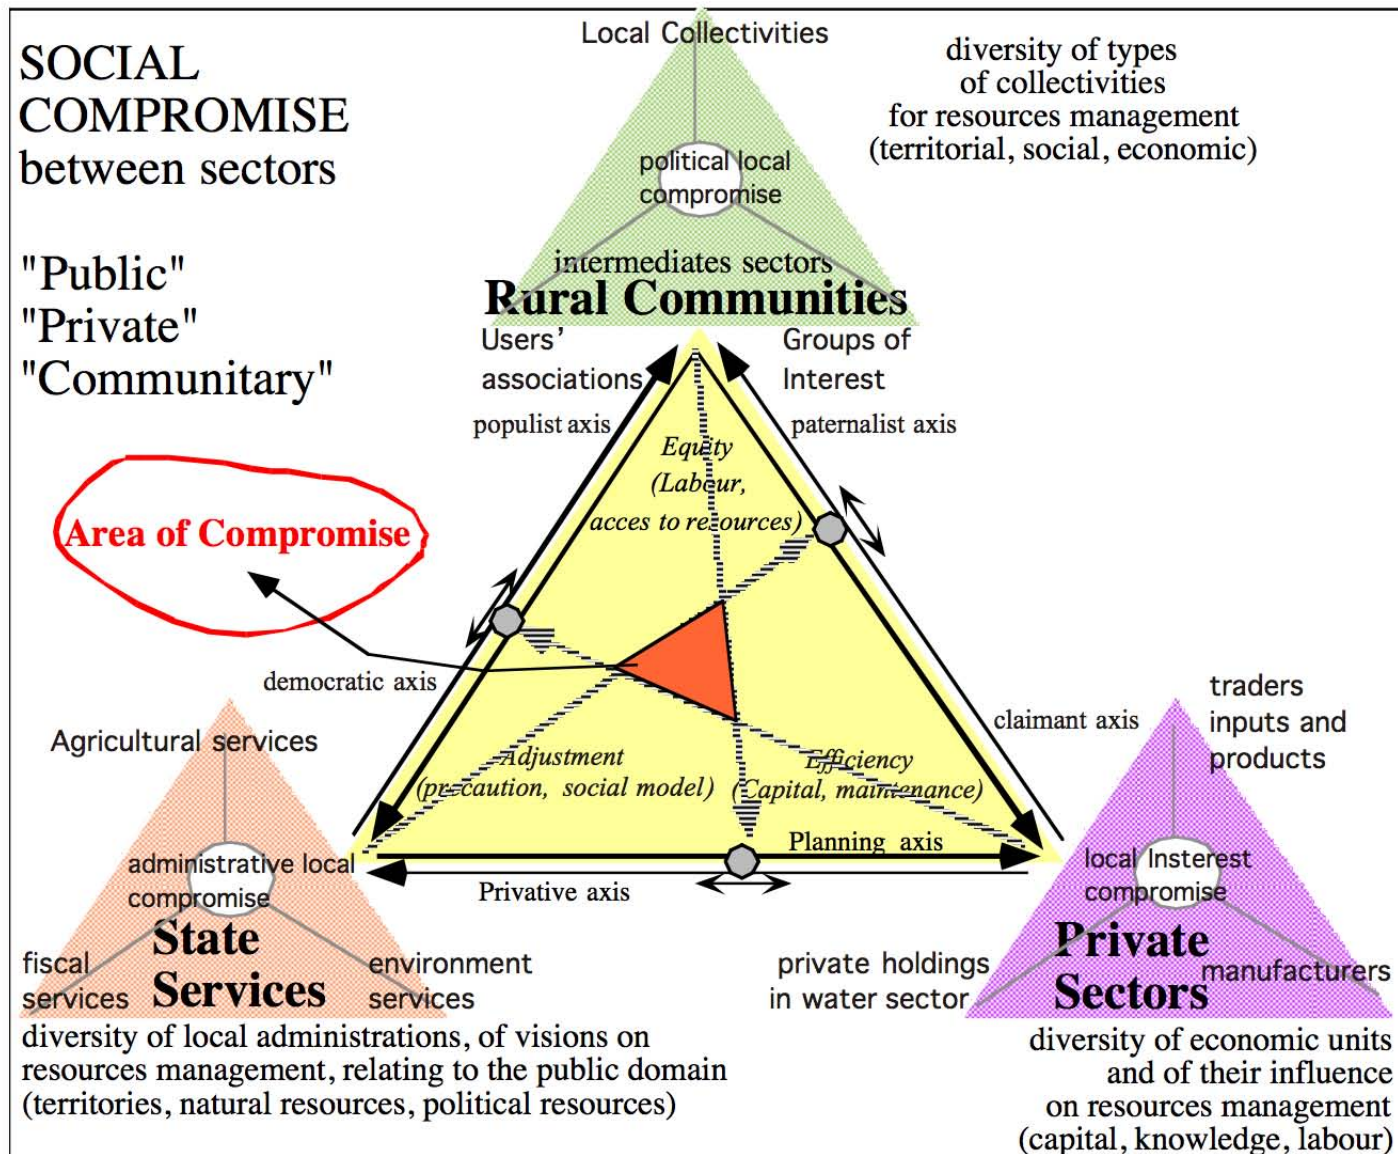 SOCIAL
COMPROMISE
between sectors
"Public"
"Private"
"Communitary"
Local Collectivities
diversity of types
of collectivities
for resources management
(territorial, social, economic)
political local
compromise
intermediates sectors
Rural Communities
Users’
associations
Groups of
Interest
populist axis
paternalist axis
Equity
(Labour,
acces to resources)
Area of Compromise
democratic axis
claimant axis
Adjustment
(precaution, social model)
Efficiency
(Capital, maintenance)
Planning axis
Privative axis
Agricultural services
administrative local
compromise
State
Services
fiscal
services
environment
services
diversity of local administrations, of visions on
resources management, relating to the public domain
(territories, natural resources, political resources)
traders
inputs and
products
local Insterest
compromise
Private
Sectors
private holdings
in water sector
manufacturers
diversity of economic units
and of their influence
on resources management
(capital, knowledge, labour)